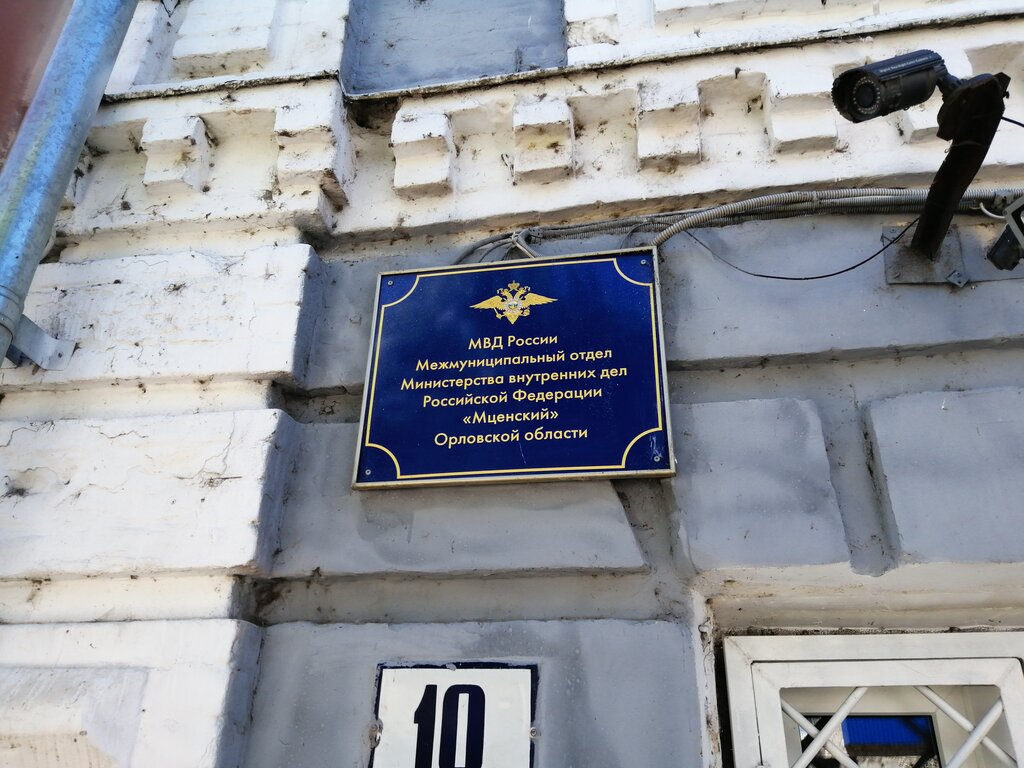 МВД России
Межмуниципальный отдел
Министерства внутренних дел
Российской Федерации
«Мценский»
Орловской области
10